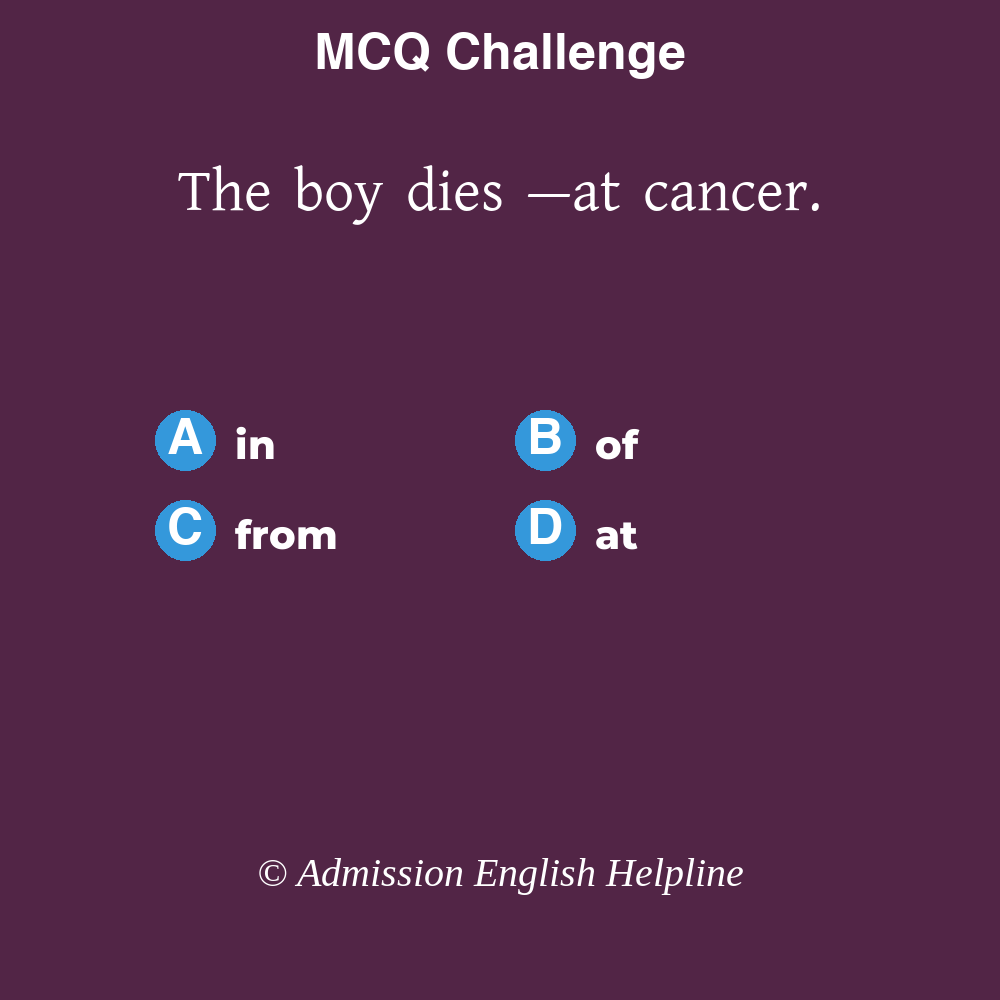 MCQ Challenge
The boy dies —at cancer.
A in B of
C from D at
© Admission English Helpline